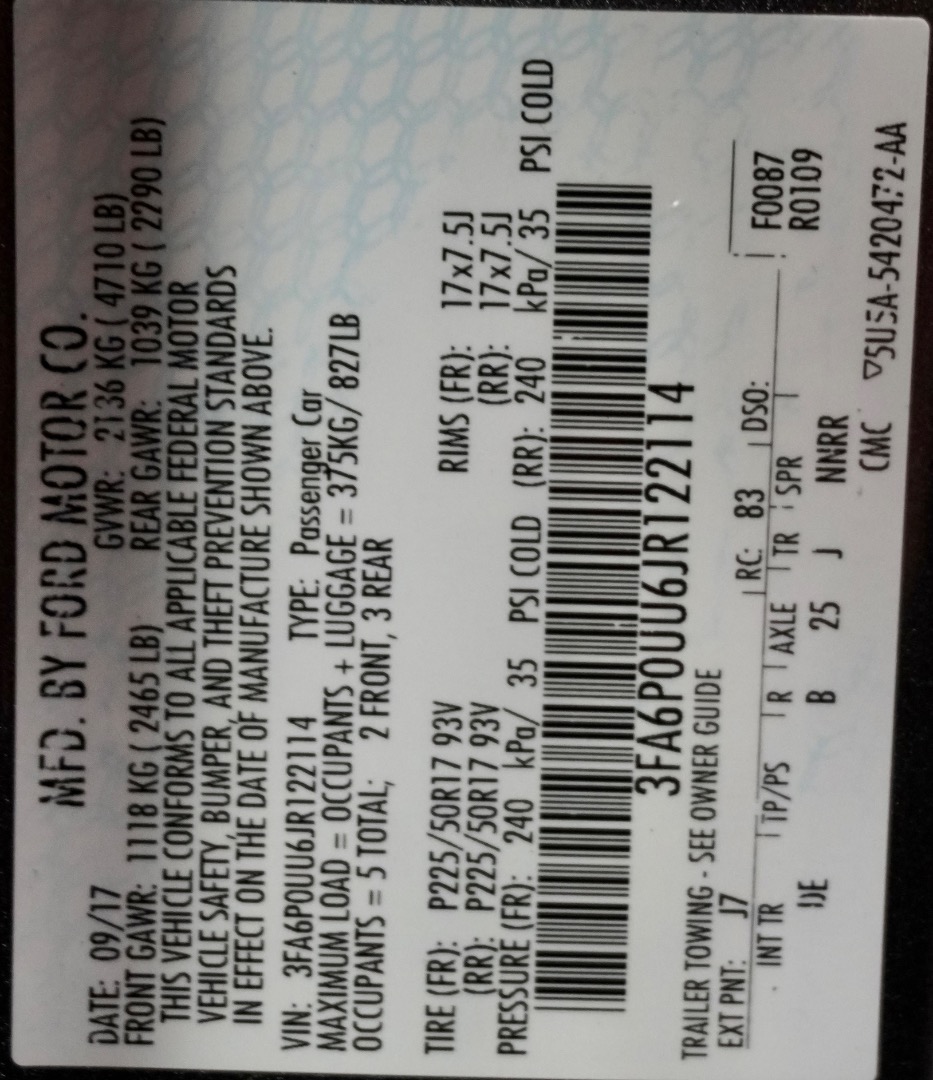 MFD. BY FORD MOTOR CO.
DATE: 09/17 GVWR: 2136 KG ( 4710 LB)
FRONT GAWR: 1118 KG ( 2465 LB) REAR GAWR: 1039 KG ( 2290 LB)
THIS VEHICLE CONFORMS TO ALL APPLICABLE FEDERAL MOTOR
VEHICLE SAFETY, BUMPER, AND THEFT PREVENTION STANDARDS
IN EFFECT ON THE DATE OF MANUFACTURE SHOWN ABOVE.
VIN: 3FA6P0UU6JR122114 TYPE: Passenger Car
MAXIMUM LOAD = OCCUPANTS + LUGGAGE = 375KG/ 827LB
OCCUPANTS = 5 TOTAL; 2 FRONT, 3 REAR
TIRE (FR): P225/50R17 93V RIMS (FR): 17x7.5J
(RR): P225/50R17 93V (RR): 17x7.5J
PRESSURE (FR): 240 kPa/ 35 PSI COLD (RR): 240 kPa/ 35 PSI COLD
3FA6P0UU6JR122114
TRAILER TOWING - SEE OWNER GUIDE
EXT PNT: J7 RC: 83 DSO: F0087
INT TR TP/PS R AXLE TR SPR R0109
IJE B 25 J NNRR
CMC ▽5U5A-5420472-AA